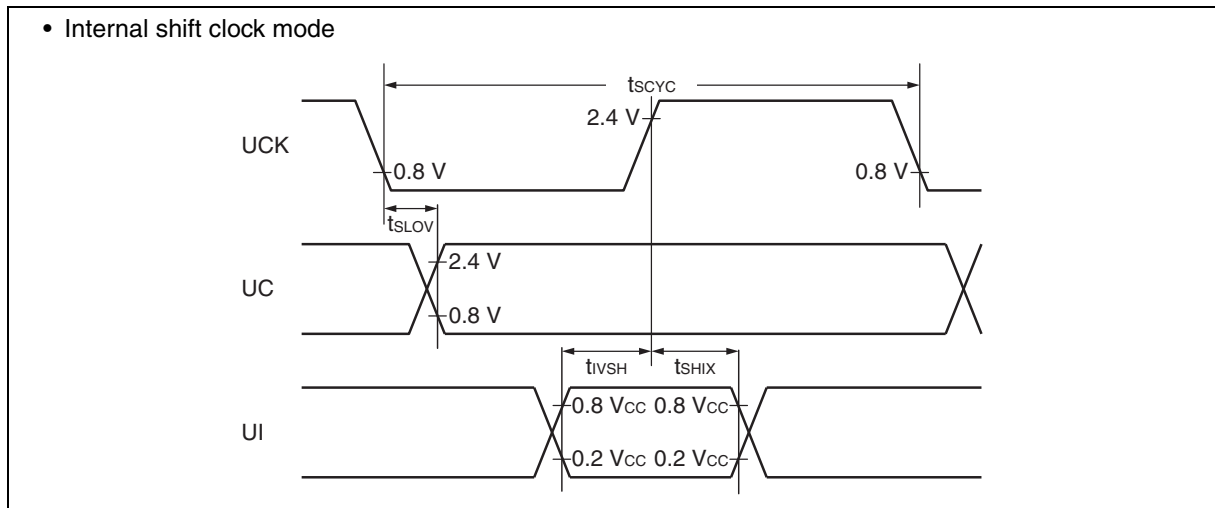 • Internal shift clock mode
tSCYC
2.4 V
UCK
0.8 V
0.8 V
tSLOV
2.4 V
UC
0.8 V
tIVSH
tSHIX
0.8 VCC
0.8 VCC
UI
0.2 VCC
0.2 VCC